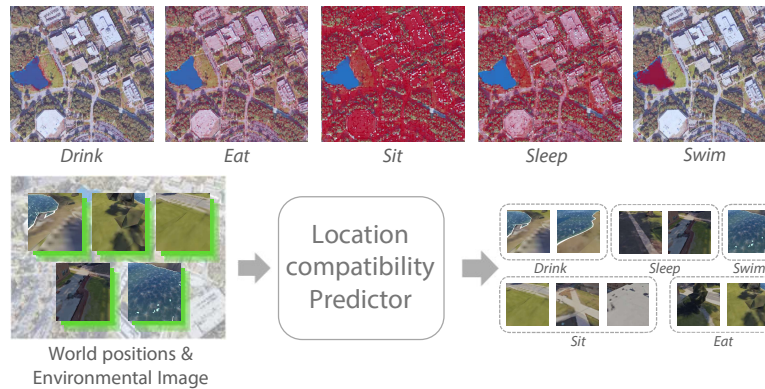 Drink
Eat
Sit
Sleep
Swim
World positions &
Environmental Image
Location
compatibility
Predictor
Drink
Sleep
Swim
Sit
Eat